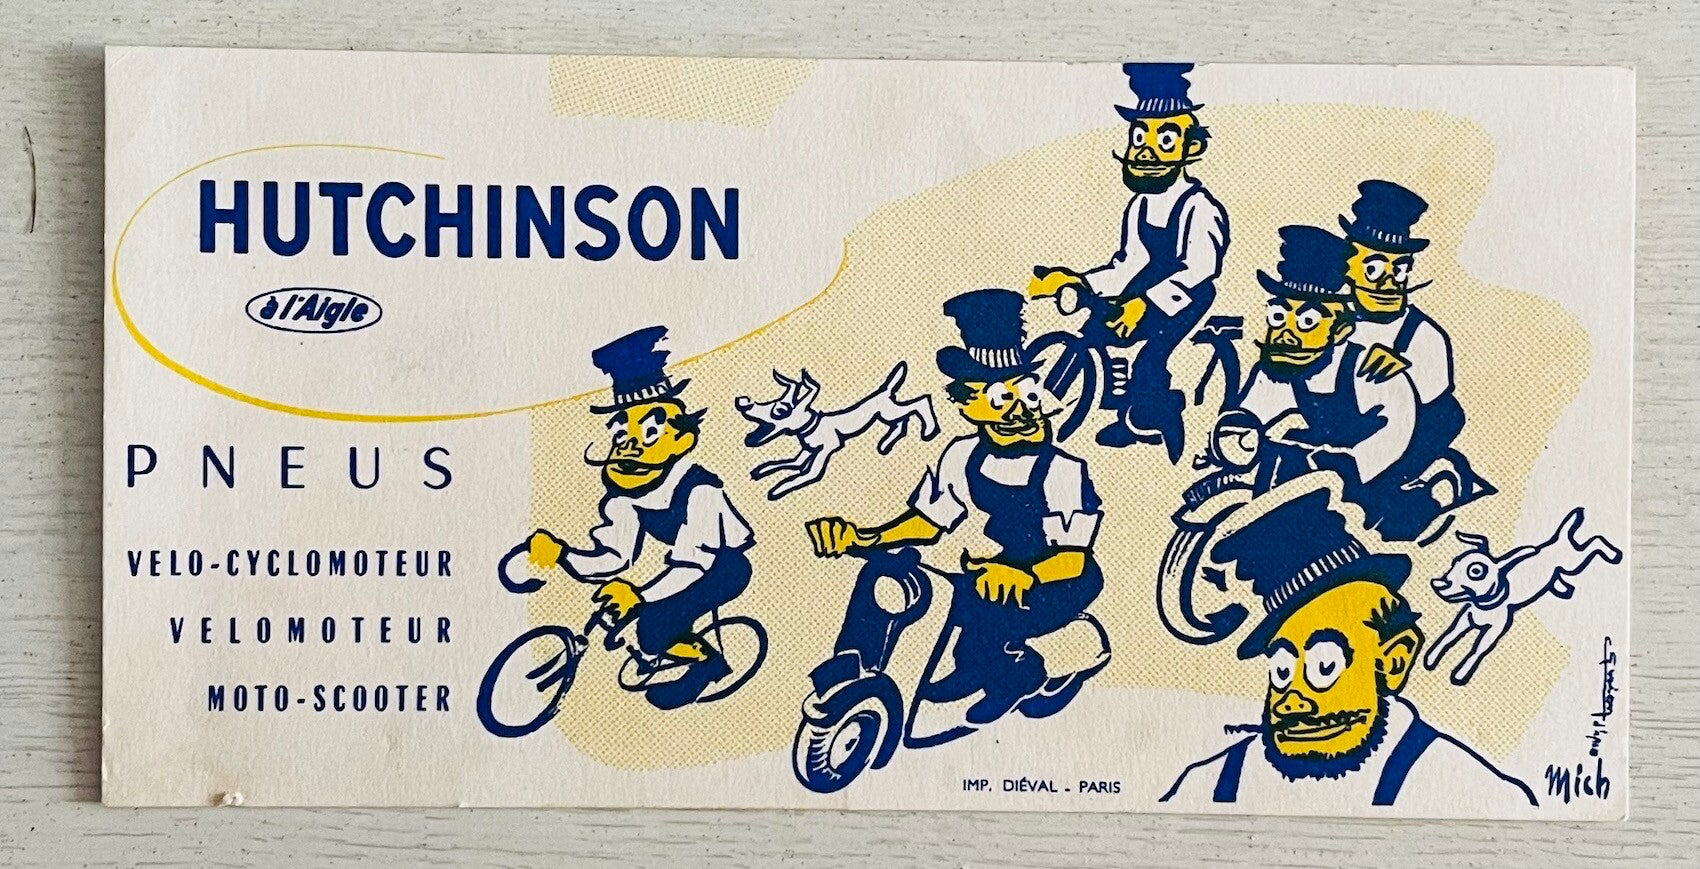 HUTCHINSON
à l'Aigle
PNEUS
VELO-CYCLOMOTEUR
VELOMOTEUR
MOTO-SCOOTER
IMP. DIÉVAL - PARIS
Mich